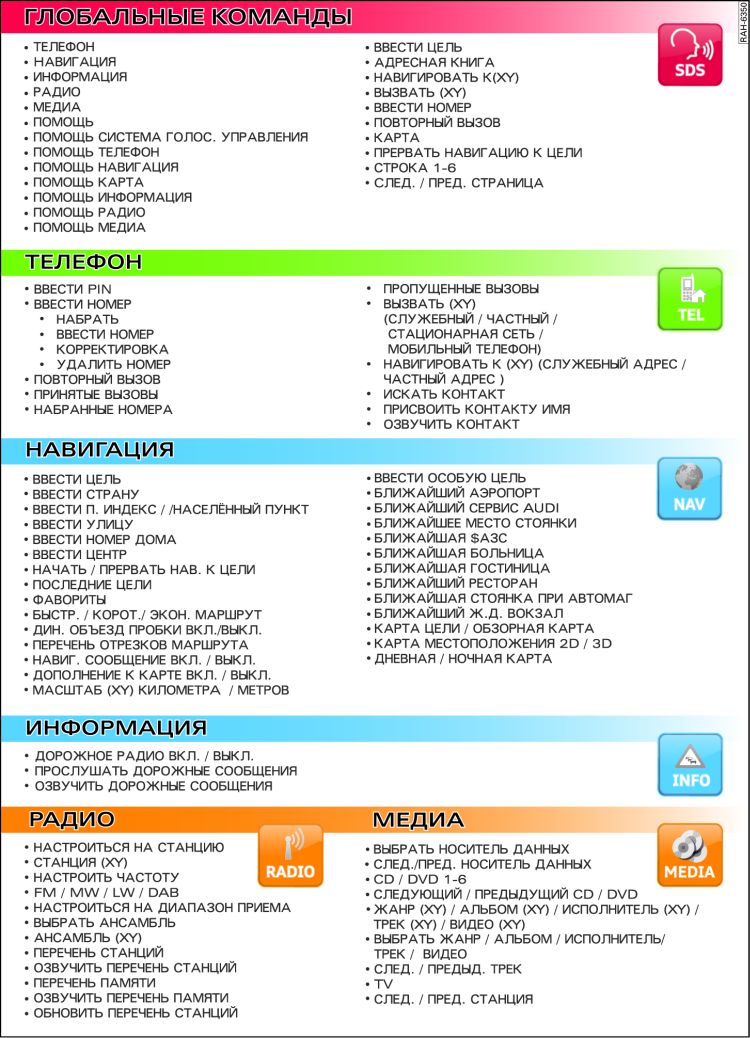 ГЛОБАЛЬНЫЕ КОМАНДЫ
RAH-6350
SDS
• ТЕЛЕФОН
• НАВИГАЦИЯ
• ИНФОРМАЦИЯ
• РАДИО
• МЕДИА
• ПОМОЩЬ
• ПОМОЩЬ СИСТЕМА ГОЛОС. УПРАВЛЕНИЯ
• ПОМОЩЬ ТЕЛЕФОН
• ПОМОЩЬ НАВИГАЦИЯ
• ПОМОЩЬ КАРТА
• ПОМОЩЬ ИНФОРМАЦИЯ
• ПОМОЩЬ РАДИО
• ПОМОЩЬ МЕДИА
• ВВЕСТИ ЦЕЛЬ
• АДРЕСНАЯ КНИГА
• НАВИГИРОВАТЬ К(XY)
• ВЫЗВАТЬ (XY)
• ВВЕСТИ НОМЕР
• ПОВТОРНЫЙ ВЫЗОВ
• КАРТА
• ПРЕРВАТЬ НАВИГАЦИЮ К ЦЕЛИ
• СТРОКА 1-6
• СЛЕД. / ПРЕД. СТРАНИЦА
ТЕЛЕФОН
TEL
• ВВЕСТИ PIN
• ВВЕСТИ НОМЕР
• НАБРАТЬ
• ВВЕСТИ НОМЕР
• КОРРЕКТИРОВКА
• УДАЛИТЬ НОМЕР
• ПОВТОРНЫЙ ВЫЗОВ
• ПРИНЯТЫЕ ВЫЗОВЫ
• НАБРАННЫЕ НОМЕРА
• ПРОПУЩЕННЫЕ ВЫЗОВЫ
• ВЫЗВАТЬ (XY)
(СЛУЖЕБНЫЙ / ЧАСТНЫЙ /
СТАЦИОНАРНАЯ СЕТЬ /
МОБИЛЬНЫЙ ТЕЛЕФОН)
• НАВИГИРОВАТЬ К (XY) (СЛУЖЕБНЫЙ АДРЕС /
ЧАСТНЫЙ АДРЕС )
• ИСКАТЬ КОНТАКТ
• ПРИСВОИТЬ КОНТАКТУ ИМЯ
• ОЗВУЧИТЬ КОНТАКТ
НАВИГАЦИЯ
NAV
• ВВЕСТИ ЦЕЛЬ
• ВВЕСТИ СТРАНУ
• ВВЕСТИ П. ИНДЕКС / /НАСЕЛЁННЫЙ ПУНКТ
• ВВЕСТИ УЛИЦУ
• ВВЕСТИ НОМЕР ДОМА
• ВВЕСТИ ЦЕНТР
• НАЧАТЬ / ПРЕРВАТЬ НАВ. К ЦЕЛИ
• ПОСЛЕДНИЕ ЦЕЛИ
• ФАВОРИТЫ
• БЫСТР. / КОРОТ./ ЭКОН. МАРШРУТ
• ДИН. ОБЪЕЗД ПРОБКИ ВКЛ./ВЫКЛ.
• ПЕРЕЧЕНЬ ОТРЕЗКОВ МАРШРУТА
• НАВИГ. СООБЩЕНИЕ ВКЛ. / ВЫКЛ.
• ДОПОЛНЕНИЕ К КАРТЕ ВКЛ. / ВЫКЛ.
• МАСШТАБ (XY) КИЛОМЕТРА / МЕТРОВ
• ВВЕСТИ ОСОБУЮ ЦЕЛЬ
• БЛИЖАЙШИЙ АЭРОПОРТ
• БЛИЖАЙШИЙ СЕРВИС AUDI
• БЛИЖАЙШЕЕ МЕСТО СТОЯНКИ
• БЛИЖАЙШАЯ $АЗС
• БЛИЖАЙШАЯ БОЛЬНИЦА
• БЛИЖАЙШАЯ ГОСТИНИЦА
• БЛИЖАЙШИЙ РЕСТОРАН
• БЛИЖАЙШАЯ СТОЯНКА ПРИ АВТОМАГ
• БЛИЖАЙШИЙ Ж.Д. ВОКЗАЛ
• КАРТА ЦЕЛИ / ОБЗОРНАЯ КАРТА
• КАРТА МЕСТОПОЛОЖЕНИЯ 2D / 3D
• ДНЕВНАЯ / НОЧНАЯ КАРТА
ИНФОРМАЦИЯ
INFO
• ДОРОЖНОЕ РАДИО ВКЛ. / ВЫКЛ.
• ПРОСЛУШАТЬ ДОРОЖНЫЕ СООБЩЕНИЯ
• ОЗВУЧИТЬ ДОРОЖНЫЕ СООБЩЕНИЯ
РАДИО
RADIO
• НАСТРОИТЬСЯ НА СТАНЦИЮ
• СТАНЦИЯ (XY)
• НАСТРОИТЬ ЧАСТОТУ
• FM / MW / LW / DAB
• НАСТРОИТЬСЯ НА ДИАПАЗОН ПРИЕМА
• ВЫБРАТЬ АНСАМБЛЬ
• АНСАМБЛЬ (XY)
• ПЕРЕЧЕНЬ СТАНЦИЙ
• ОЗВУЧИТЬ ПЕРЕЧЕНЬ СТАНЦИЙ
• ПЕРЕЧЕНЬ ПАМЯТИ
• ОЗВУЧИТЬ ПЕРЕЧЕНЬ ПАМЯТИ
• ОБНОВИТЬ ПЕРЕЧЕНЬ СТАНЦИЙ
МЕДИА
MEDIA
• ВЫБРАТЬ НОСИТЕЛЬ ДАННЫХ
• СЛЕД./ПРЕД. НОСИТЕЛЬ ДАННЫХ
• CD / DVD 1-6
• СЛЕДУЮЩИЙ / ПРЕДЫДУЩИЙ CD / DVD
• ЖАНР (XY) / АЛЬБОМ (XY) / ИСПОЛНИТЕЛЬ (XY) /
ТРЕК (XY) / ВИДЕО (XY)
• ВЫБРАТЬ ЖАНР / АЛЬБОМ / ИСПОЛНИТЕЛЬ/
ТРЕК / ВИДЕО
• СЛЕД. / ПРЕДЫД. ТРЕК
• TV
• СЛЕД. / ПРЕД. СТАНЦИЯ